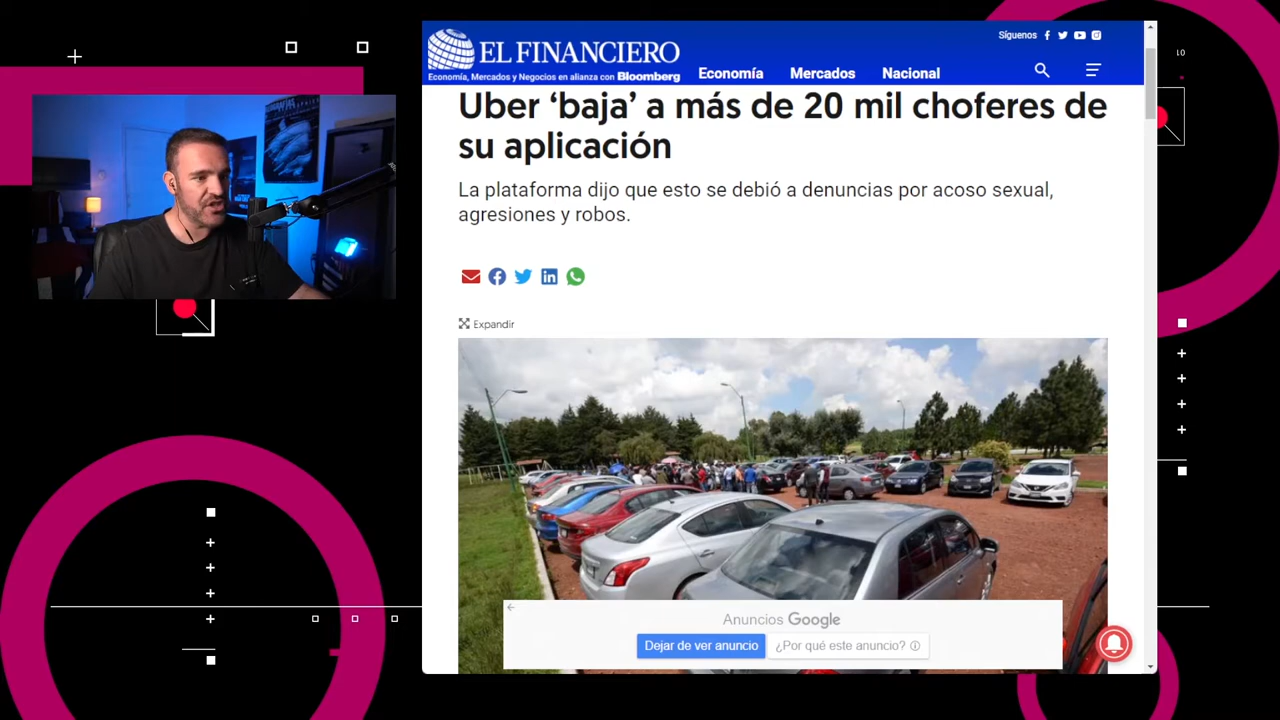 EL FINANCIERO
Economía, Mercados y Negocios en alianza con Bloomberg
Economía
Mercados
Nacional
Síguenos
10
Uber ‘baja’ a más de 20 mil choferes de
su aplicación
La plataforma dijo que esto se debió a denuncias por acoso sexual,
agresiones y robos.
Expandir
Anuncios Google
Dejar de ver anuncio
¿Por qué este anuncio?